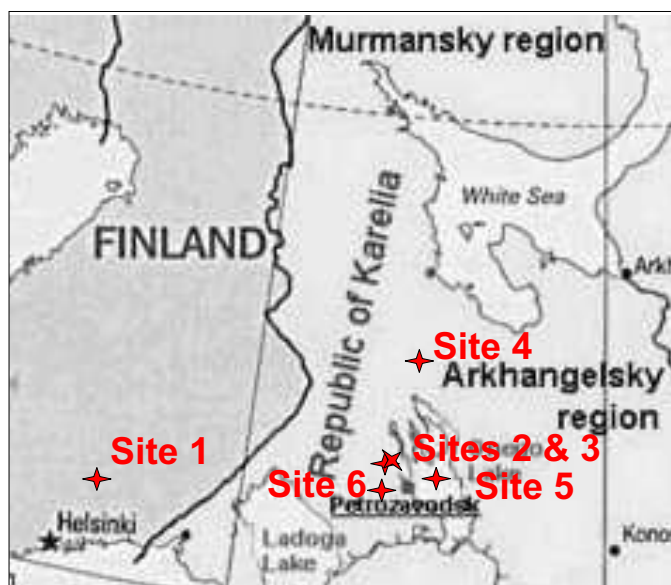 Murmansky region
White Sea
FINLAND
Republic of Karelia
Site 4
Arkhangelsky
region
Site 1
Sites 2 & 3
Site 6
Site 5
Petrozavodsk
Helsinki
Ladoga
Lake